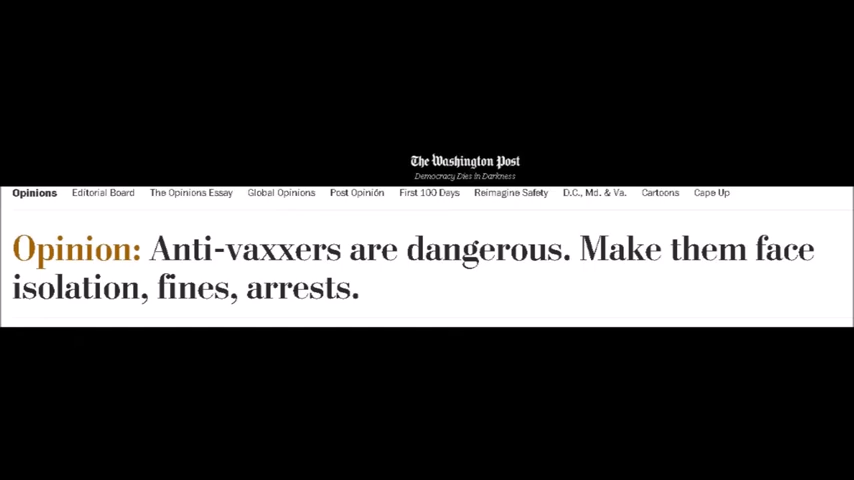 The Washington Post
Democracy Dies in Darkness
Opinions Editorial Board The Opinions Essay Global Opinions Post Opinión First 100 Days Reimagine Safety D.C., Md. & Va. Cartoons Cape Up
Opinion: Anti-vaxxers are dangerous. Make them face
isolation, fines, arrests.